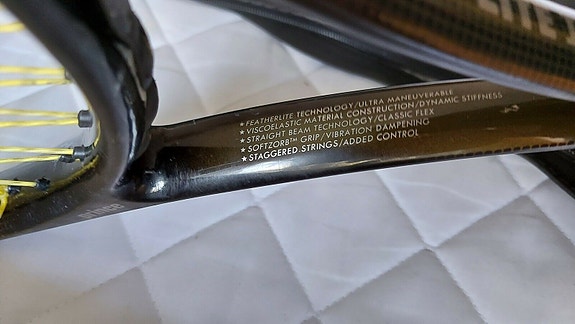 ★ FEATHERLITE TECHNOLOGY/ULTRA MANEUVERABLE
★ VISCOELASTIC MATERIAL CONSTRUCTION/DYNAMIC STIFFNESS
★ STRAIGHT BEAM TECHNOLOGY/CLASSIC FLEX
★ SOFTZORB™ GRIP/VIBRATION DAMPENING
★ STAGGERED STRINGS/ADDED CONTROL